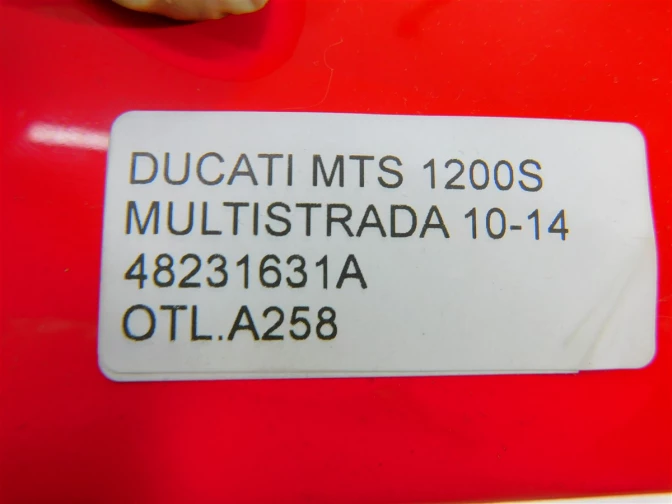 DUCATI MTS 1200S
MULTISTRADA 10-14
48231631A
OTL.A258